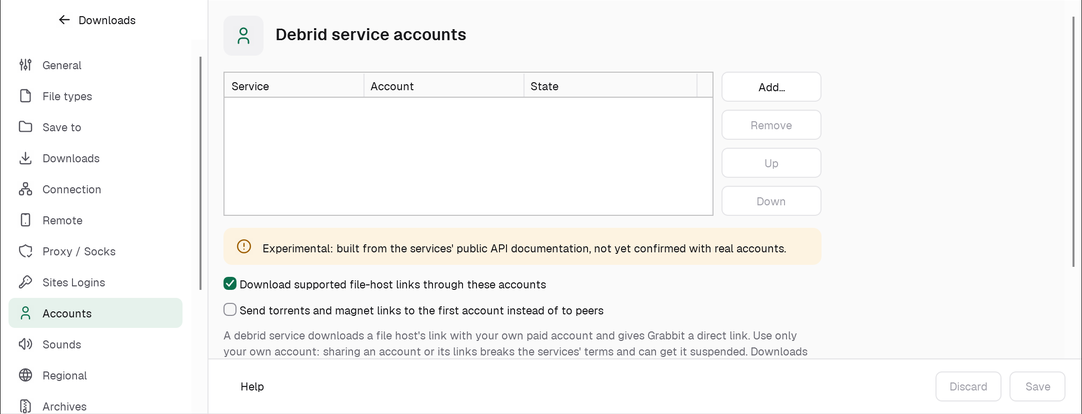 Downloads
General
File types
Save to
Downloads
Connection
Remote
Proxy / Socks
Sites Logins
Accounts
Sounds
Regional
Archives
Debrid service accounts
Service Account State
Add...
Remove
Up
Down
Experimental: built from the services' public API documentation, not yet confirmed with real accounts.
Download supported file-host links through these accounts
Send torrents and magnet links to the first account instead of to peers
A debrid service downloads a file host's link with your own paid account and gives Grabbit a direct link. Use only
your own account: sharing an account or its links breaks the services' terms and can get it suspended. Downloads
Help
Discard
Save